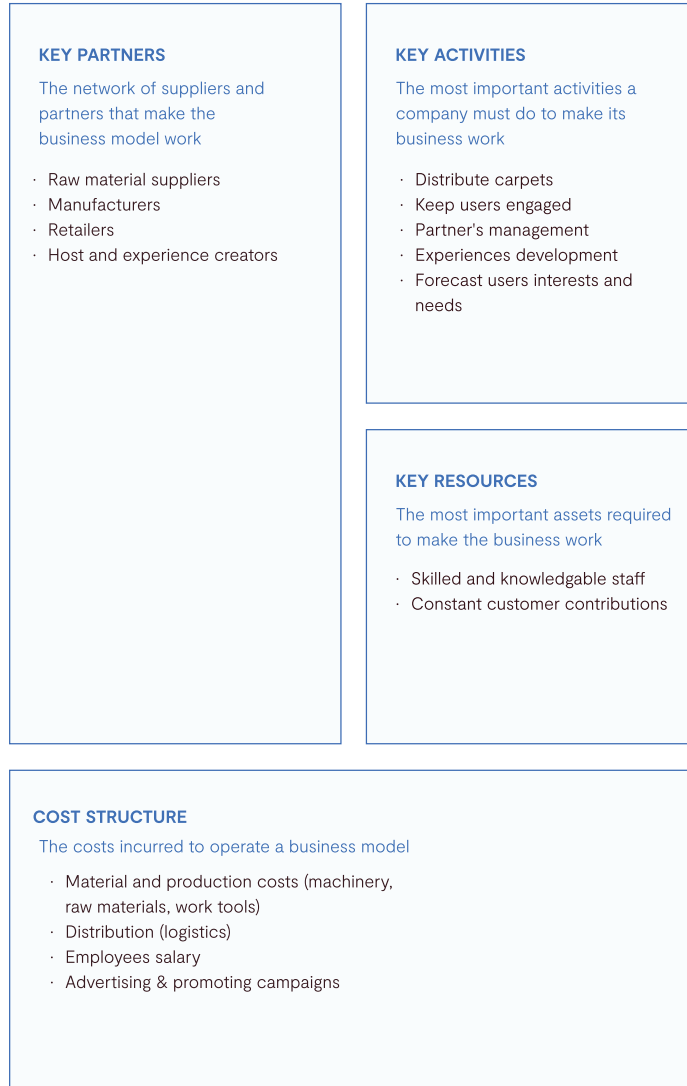 KEY PARTNERS
The network of suppliers and
partners that make the
business model work
· Raw material suppliers
· Manufacturers
· Retailers
· Host and experience creators
KEY ACTIVITIES
The most important activities a
company must do to make its
business work
· Distribute carpets
· Keep users engaged
· Partner's management
· Experiences development
· Forecast users interests and
needs
KEY RESOURCES
The most important assets required
to make the business work
· Skilled and knowledgable staff
· Constant customer contributions
COST STRUCTURE
The costs incurred to operate a business model
· Material and production costs (machinery,
raw materials, work tools)
· Distribution (logistics)
· Employees salary
· Advertising & promoting campaigns